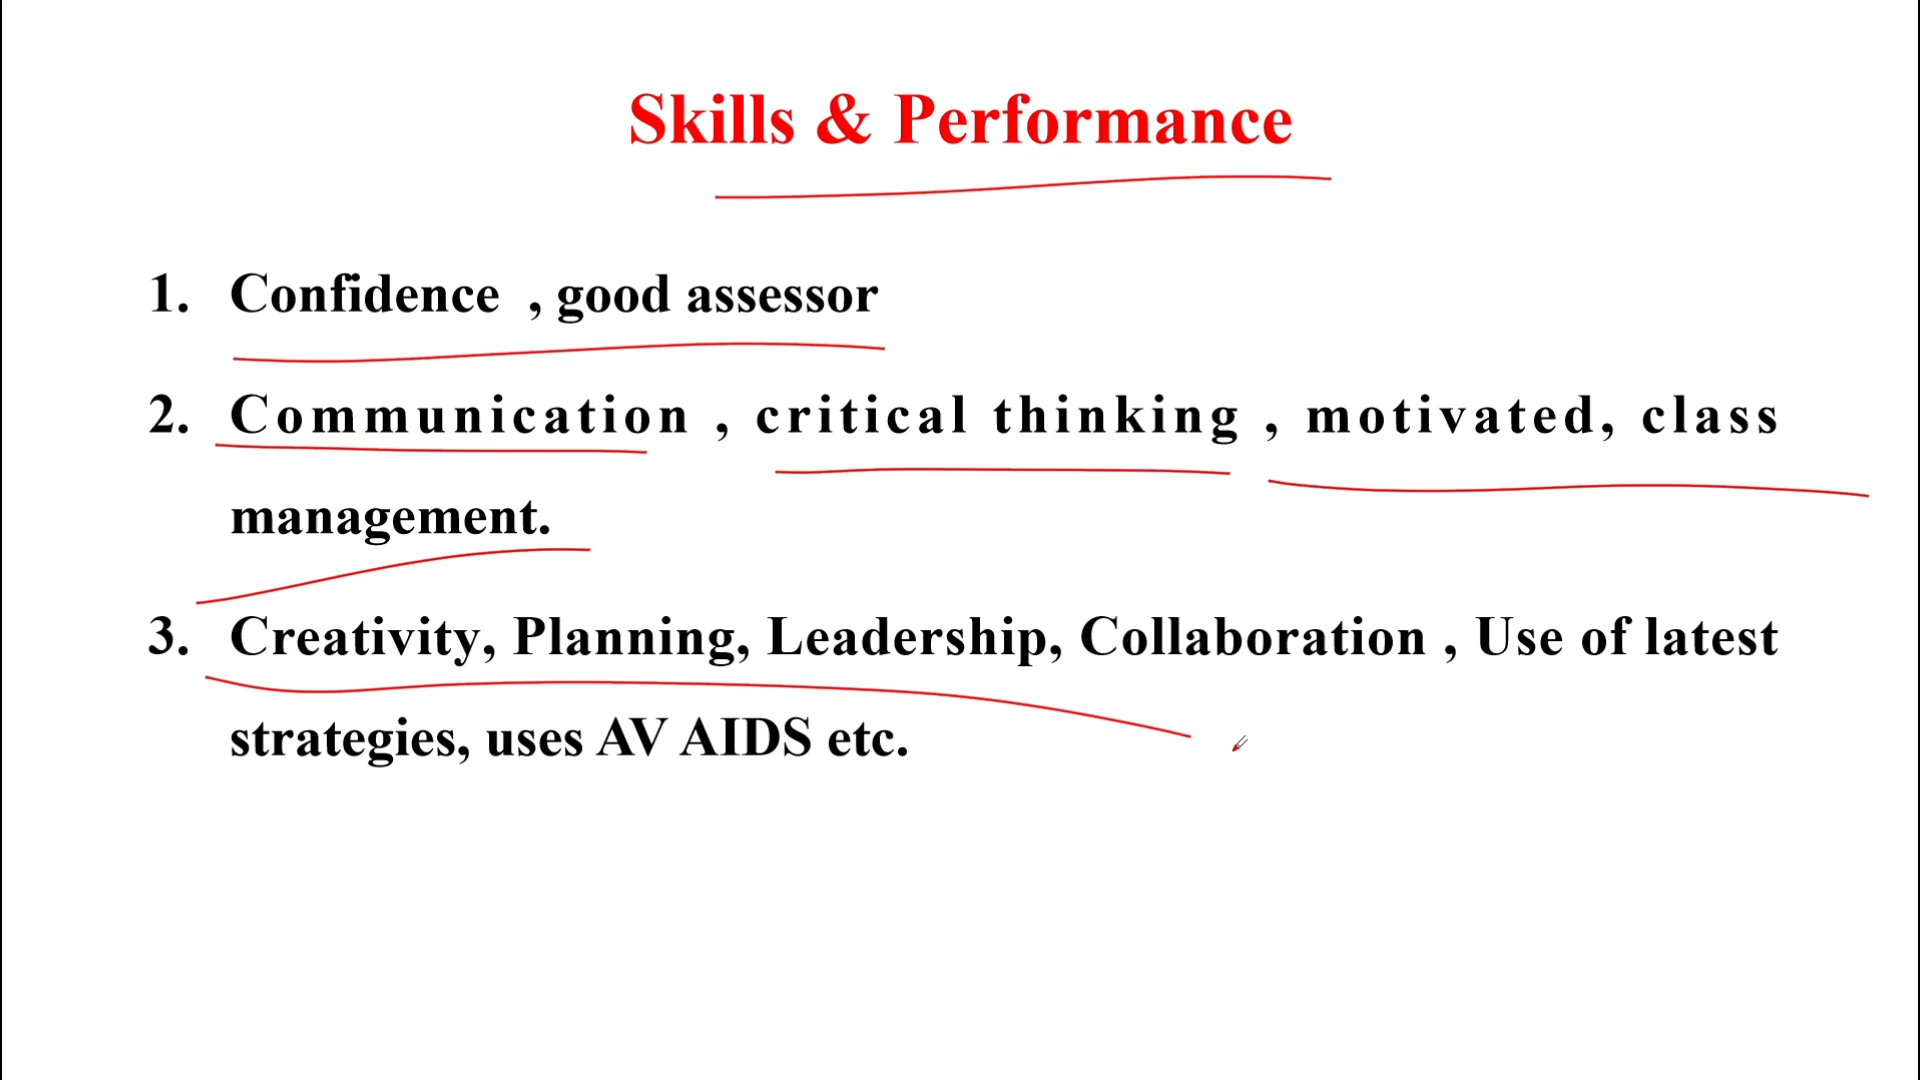 Skills & Performance
1. Confidence , good assessor
2. Communication , critical thinking , motivated, class
management.
3. Creativity, Planning, Leadership, Collaboration , Use of latest
strategies, uses AV AIDS etc.